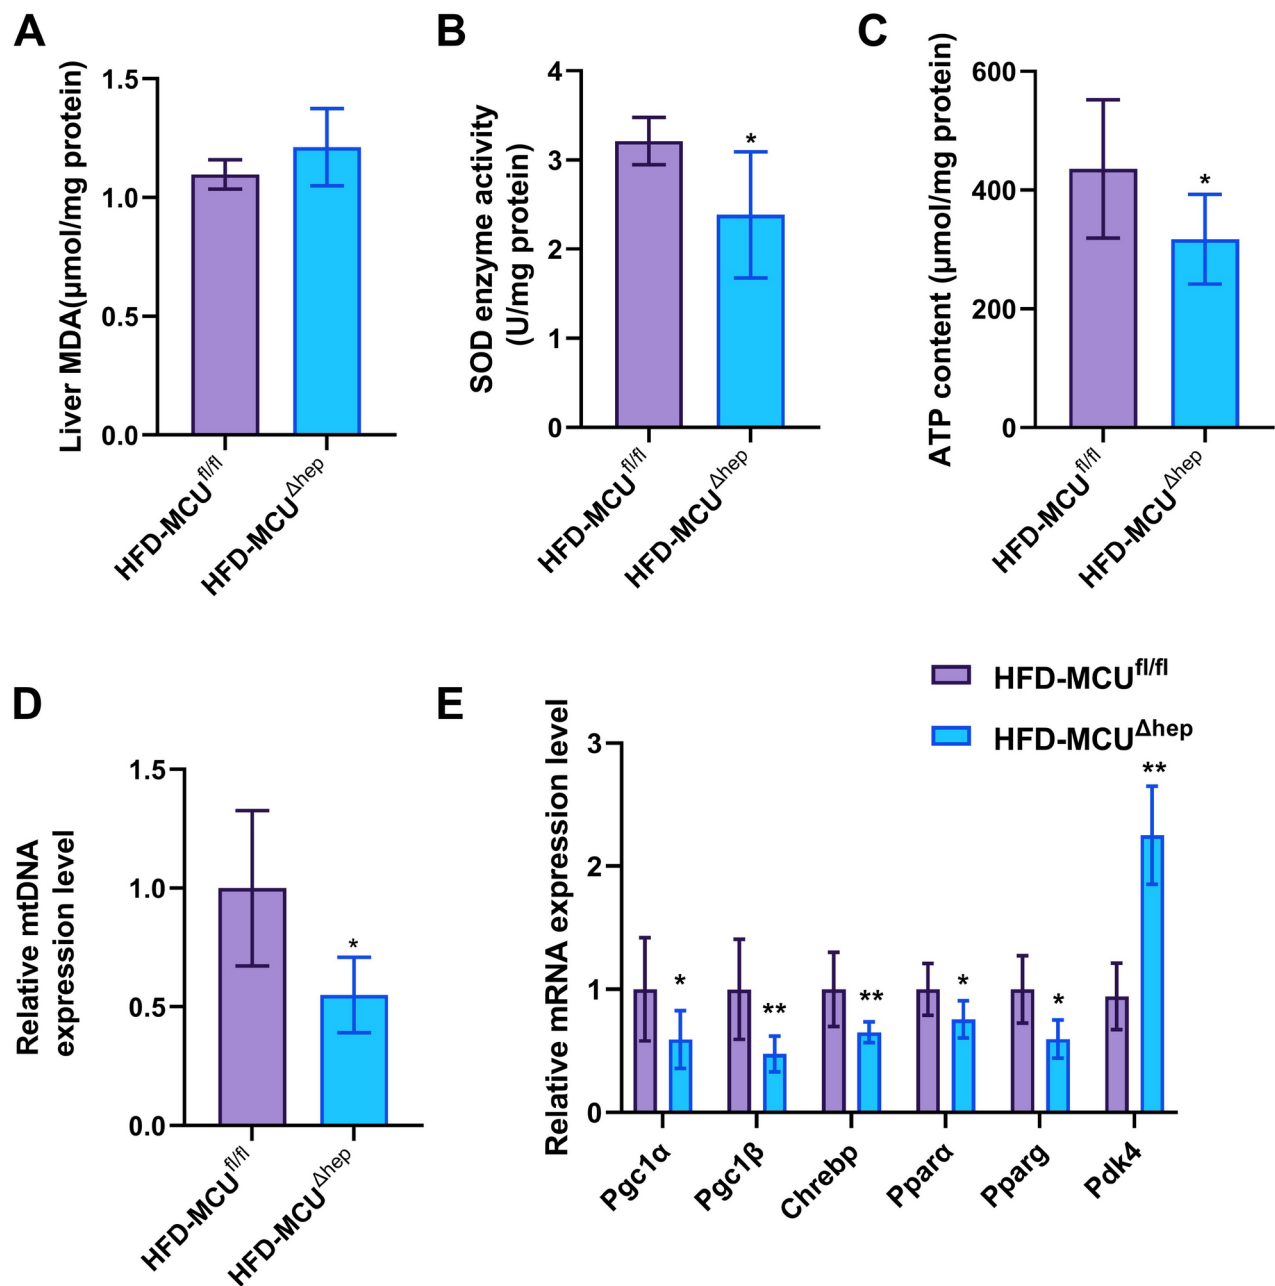 A
Liver MDA(μmol/mg protein)
1.5
1.0
0.5
0.0
HFD-MCU^fl/fl
HFD-MCU^Δhep
B
SOD enzyme activity
(U/mg protein)
4
3
2
1
0
*
HFD-MCU^fl/fl
HFD-MCU^Δhep
C
ATP content (μmol/mg protein)
600
400
200
0
*
HFD-MCU^fl/fl
HFD-MCU^Δhep
D
Relative mtDNA
expression level
1.5
1.0
0.5
0.0
*
HFD-MCU^fl/fl
HFD-MCU^Δhep
E
HFD-MCU^fl/fl
HFD-MCU^Δhep
Relative mRNA expression level
3
2
1
0
*
**
**
*
*
**
Pgc1α
Pgc1β
Chrebp
Pparα
Pparg
Pdk4